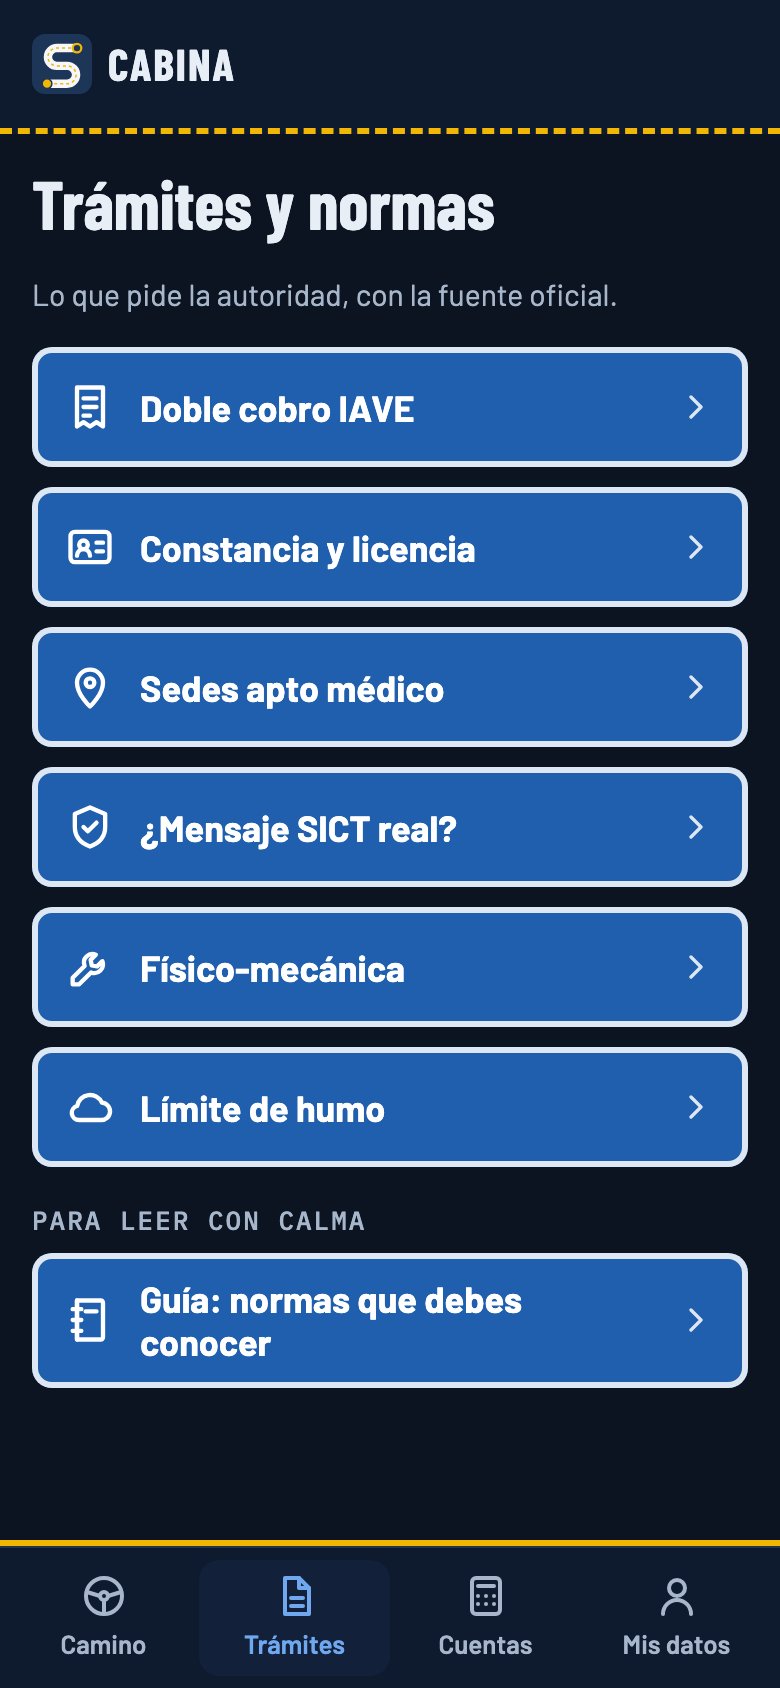 CABINA
Trámites y normas
Lo que pide la autoridad, con la fuente oficial.
Doble cobro IAVE
Constancia y licencia
Sedes apto médico
¿Mensaje SICT real?
Físico-mecánica
Límite de humo
PARA LEER CON CALMA
Guía: normas que debes
conocer
Camino
Trámites
Cuentas
Mis datos